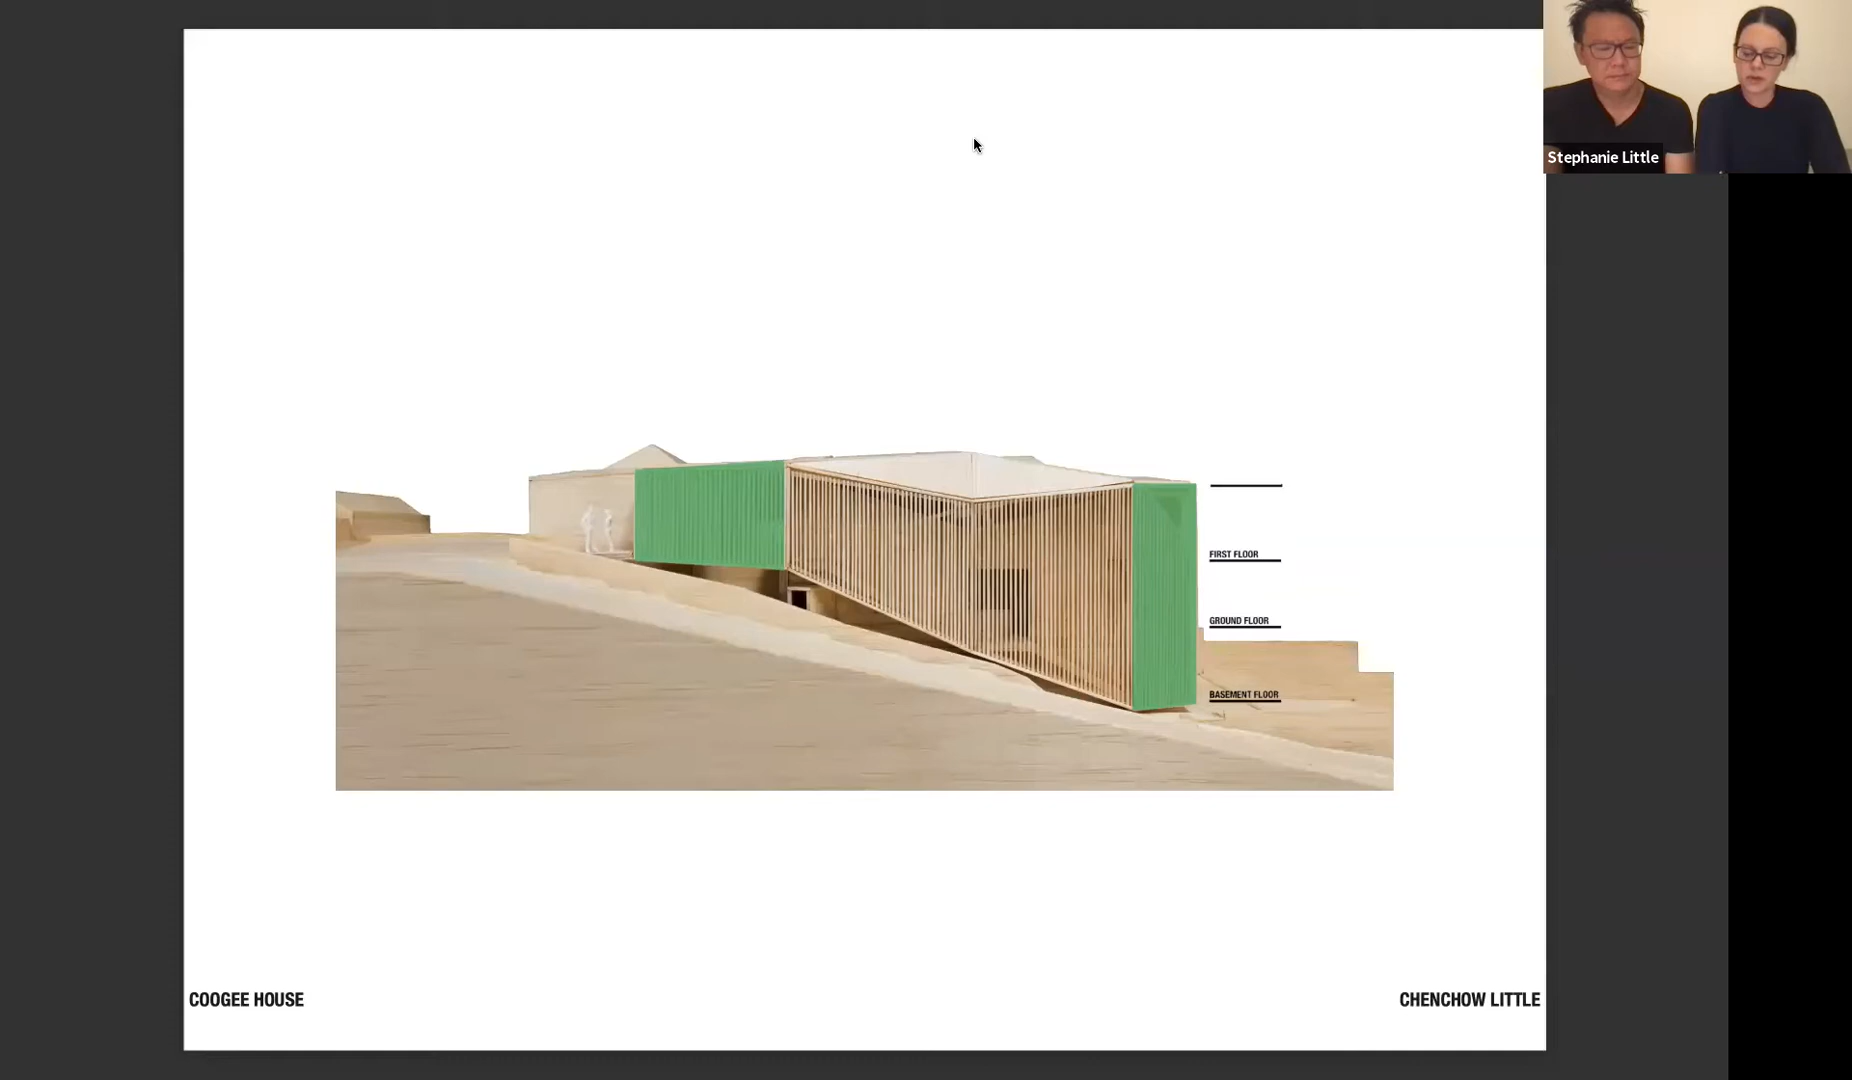 Stephanie Little
FIRST FLOOR
GROUND FLOOR
BASEMENT FLOOR
COOGEE HOUSE
CHENCHOW LITTLE